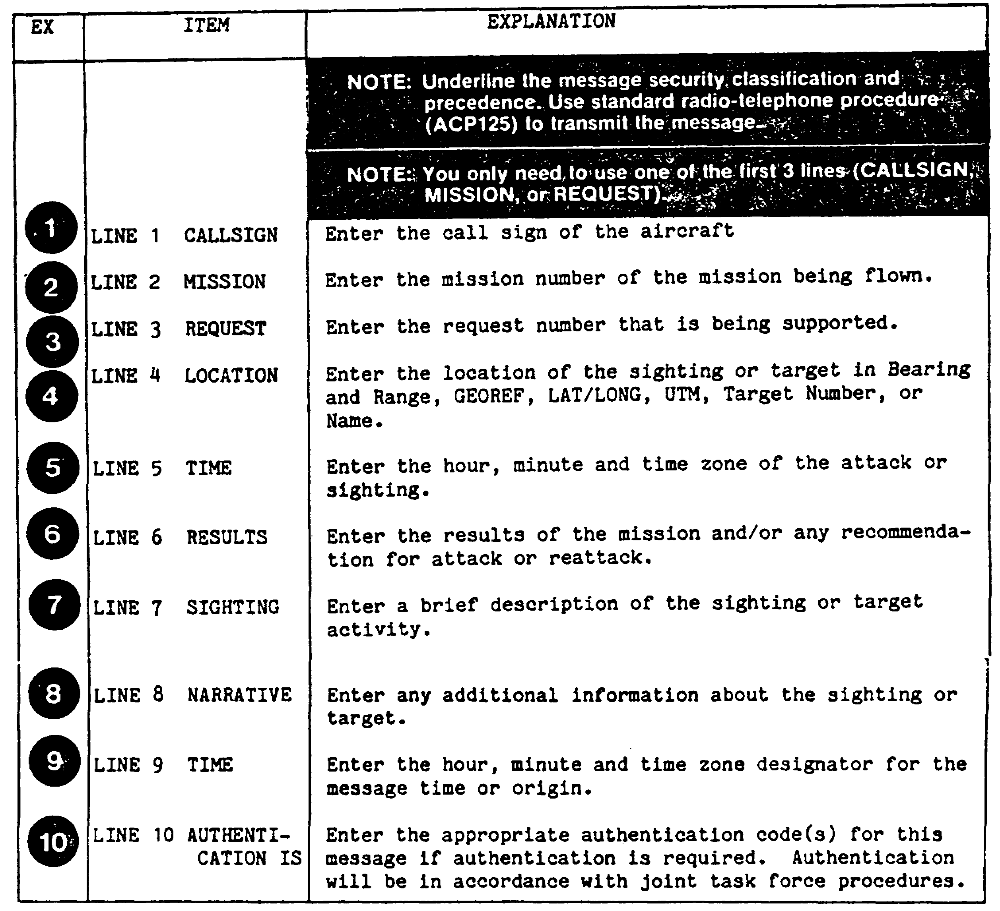 EX ITEM EXPLANATION
NOTE: Underline the message security classification and
precedence. Use standard radio-telephone procedure
(ACP125) to transmit the message.
NOTE: You only need to use one of the first 3 lines (CALLSIGN,
MISSION, or REQUEST).
1 LINE 1 CALLSIGN Enter the call sign of the aircraft
2 LINE 2 MISSION Enter the mission number of the mission being flown.
3 LINE 3 REQUEST Enter the request number that is being supported.
4 LINE 4 LOCATION Enter the location of the sighting or target in Bearing
and Range, GEOREF, LAT/LONG, UTM, Target Number, or
Name.
5 LINE 5 TIME Enter the hour, minute and time zone of the attack or
sighting.
6 LINE 6 RESULTS Enter the results of the mission and/or any recommenda-
tion for attack or reattack.
7 LINE 7 SIGHTING Enter a brief description of the sighting or target
activity.
8 LINE 8 NARRATIVE Enter any additional information about the sighting or
target.
9 LINE 9 TIME Enter the hour, minute and time zone designator for the
message time or origin.
10 LINE 10 AUTHENTI- Enter the appropriate authentication code(s) for this
CATION IS message if authentication is required. Authentication
will be in accordance with joint task force procedures.